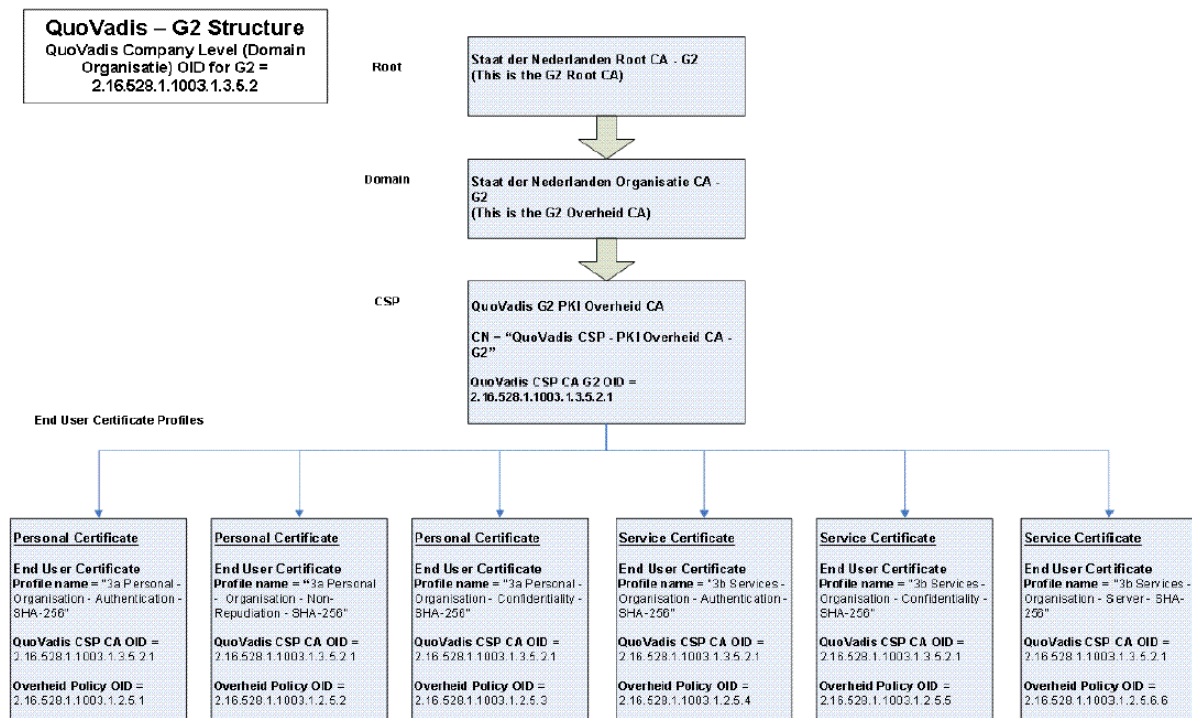 QuoVadis – G2 Structure
QuoVadis Company Level (Domain
Organisatie) OID for G2 =
2.16.528.1.1003.1.3.5.2
Root
Staat der Nederlanden Root CA - G2
(This is the G2 Root CA)
Domain
Staat der Nederlanden Organisatie CA -
G2
(This is the G2 Overheid CA)
CSP
QuoVadis G2 PKI Overheid CA
CN = “QuoVadis CSP - PKI Overheid CA -
G2”
QuoVadis CSP CA G2 OID =
2.16.528.1.1003.1.3.5.2.1
End User Certificate Profiles
Personal Certificate
End User Certificate
Profile name = "3a Personal -
Organisation - Authentication -
SHA-256"
QuoVadis CSP CA OID =
2.16.528.1.1003.1.3.5.2.1
Overheid Policy OID =
2.16.528.1.1003.1.2.5.1
Personal Certificate
End User Certificate
Profile name = “3a Personal
- Organisation - Non-
Repudiation - SHA-256"
QuoVadis CSP CA OID =
2.16.528.1.1003.1.3.5.2.1
Overheid Policy OID =
2.16.528.1.1003.1.2.5.2
Personal Certificate
End User Certificate
Profile name = "3a Personal -
Organisation - Confidentiality -
SHA-256"
QuoVadis CSP CA OID =
2.16.528.1.1003.1.3.5.2.1
Overheid Policy OID =
2.16.528.1.1003.1.2.5.3
Service Certificate
End User Certificate
Profile name = "3b Services -
Organisation - Authentication -
SHA-256"
QuoVadis CSP CA OID =
2.16.528.1.1003.1.3.5.2.1
Overheid Policy OID =
2.16.528.1.1003.1.2.5.4
Service Certificate
End User Certificate
Profile name = "3b Services -
Organisation - Confidentiality -
SHA-256"
QuoVadis CSP CA OID =
2.16.528.1.1003.1.3.5.2.1
Overheid Policy OID =
2.16.528.1.1003.1.2.5.5
Service Certificate
End User Certificate
Profile name = "3b Services -
Organisation - Server - SHA-
256"
QuoVadis CSP CA OID =
2.16.528.1.1003.1.3.5.2.1
Overheid Policy OID =
2.16.528.1.1003.1.2.5.6.6